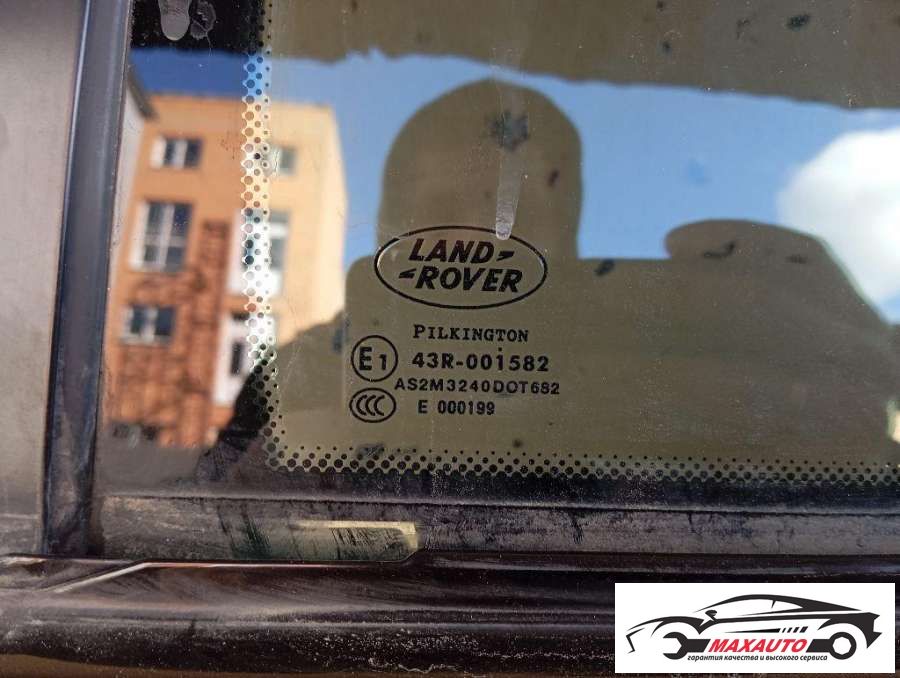 LAND
ROVER
PILKINGTON
E1 43R-001582
AS2M3240DOT682
CCC E 000199
MAXAUTO
гарантия качества и высокого сервиса